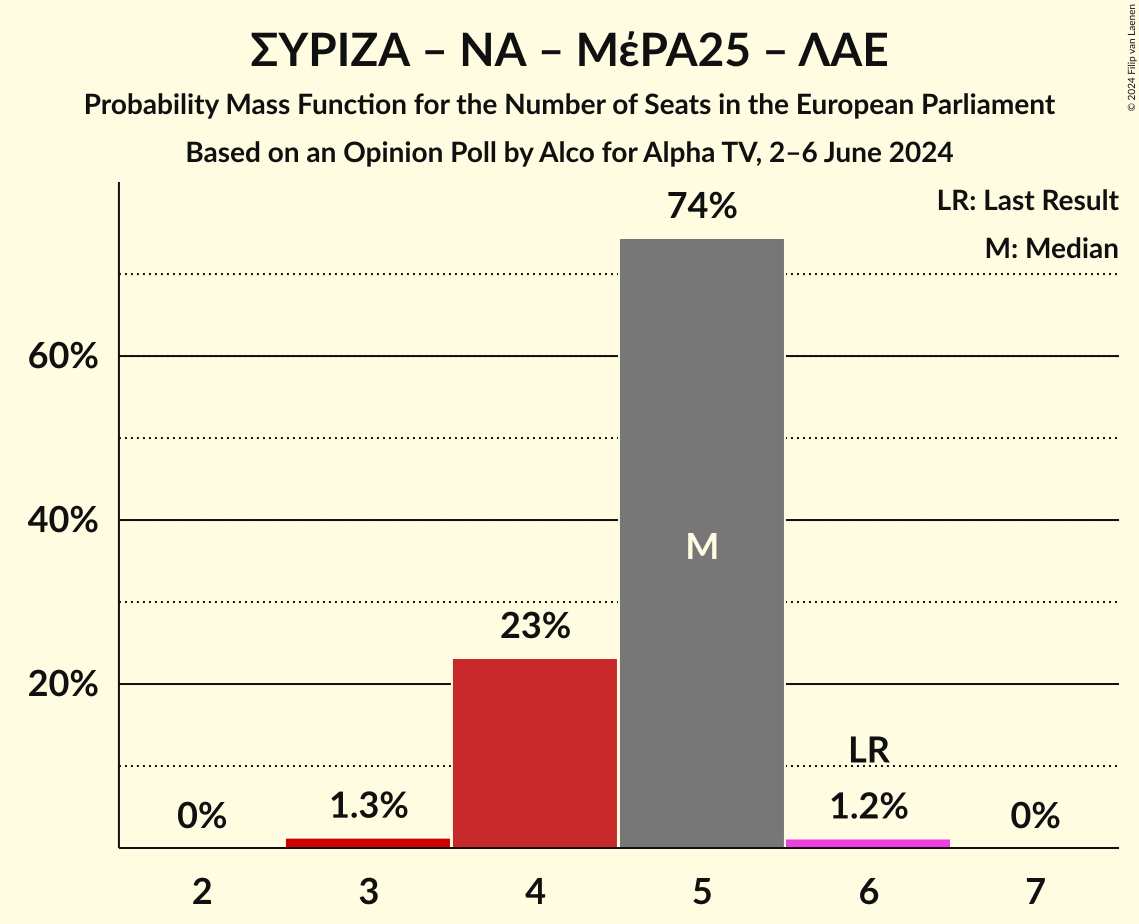 ΣΥΡΙΖΑ – ΝΑ – ΜέΡΑ25 – ΛΑΕ
Probability Mass Function for the Number of Seats in the European Parliament
Based on an Opinion Poll by Alco for Alpha TV, 2–6 June 2024
© 2024 Filip van Laenen
LR: Last Result
M: Median
74%
60%
40%
20%
M
23%
LR
0%
1.3%
1.2%
0%
2 3 4 5 6 7